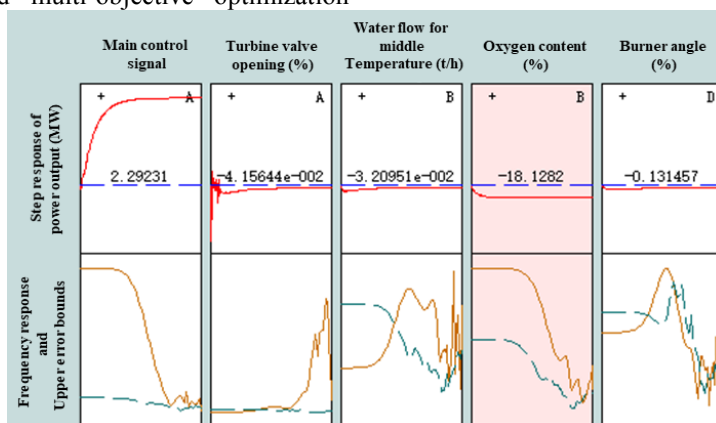 multi-objective optimization
Main control
signal
Turbine valve
opening (%)
Water flow for
middle
Temperature (t/h)
Oxygen content
(%)
Burner angle
(%)
Step response of
power output (MW)
+ A
2.29231
+ A
-4.15644e-002
+ B
-3.20951e-002
+ B
-18.1282
+ D
-0.131457
Frequency response
and
Upper error bounds